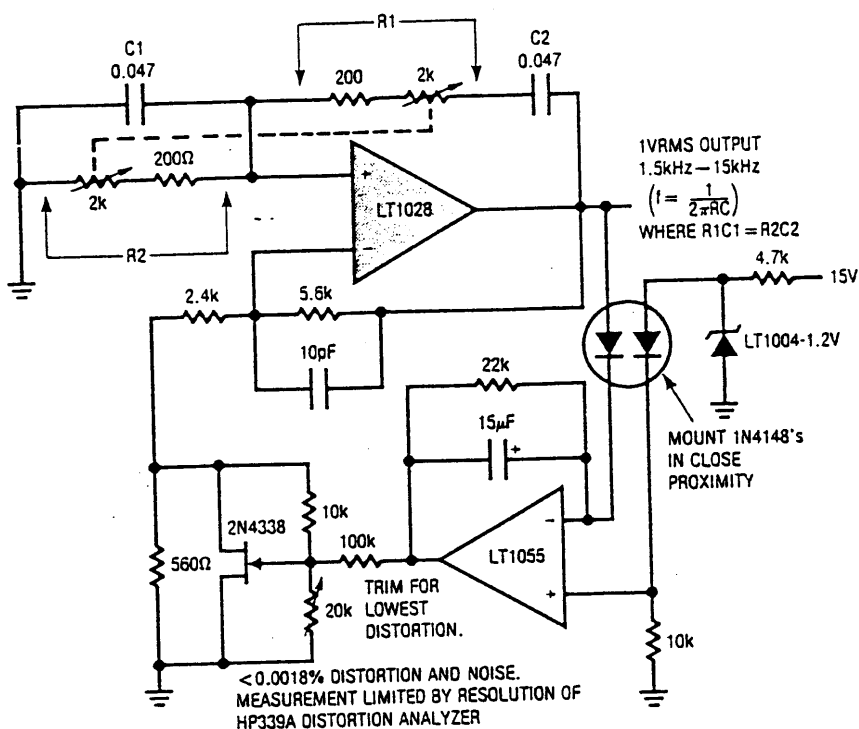 R1
C1
0.047
200
2k
C2
0.047
200Ω
2k
R2
+
LT1028
−
1VRMS OUTPUT
1.5kHz–15kHz
(f = 1/2πRC)
WHERE R1C1 = R2C2
4.7k
15V
2.4k
5.6k
10pF
LT1004-1.2V
22k
15µF
+
MOUNT 1N4148's
IN CLOSE
PROXIMITY
2N4338
10k
100k
560Ω
20k
−
LT1055
+
TRIM FOR
LOWEST
DISTORTION.
10k
<0.0018% DISTORTION AND NOISE.
MEASUREMENT LIMITED BY RESOLUTION OF
HP339A DISTORTION ANALYZER